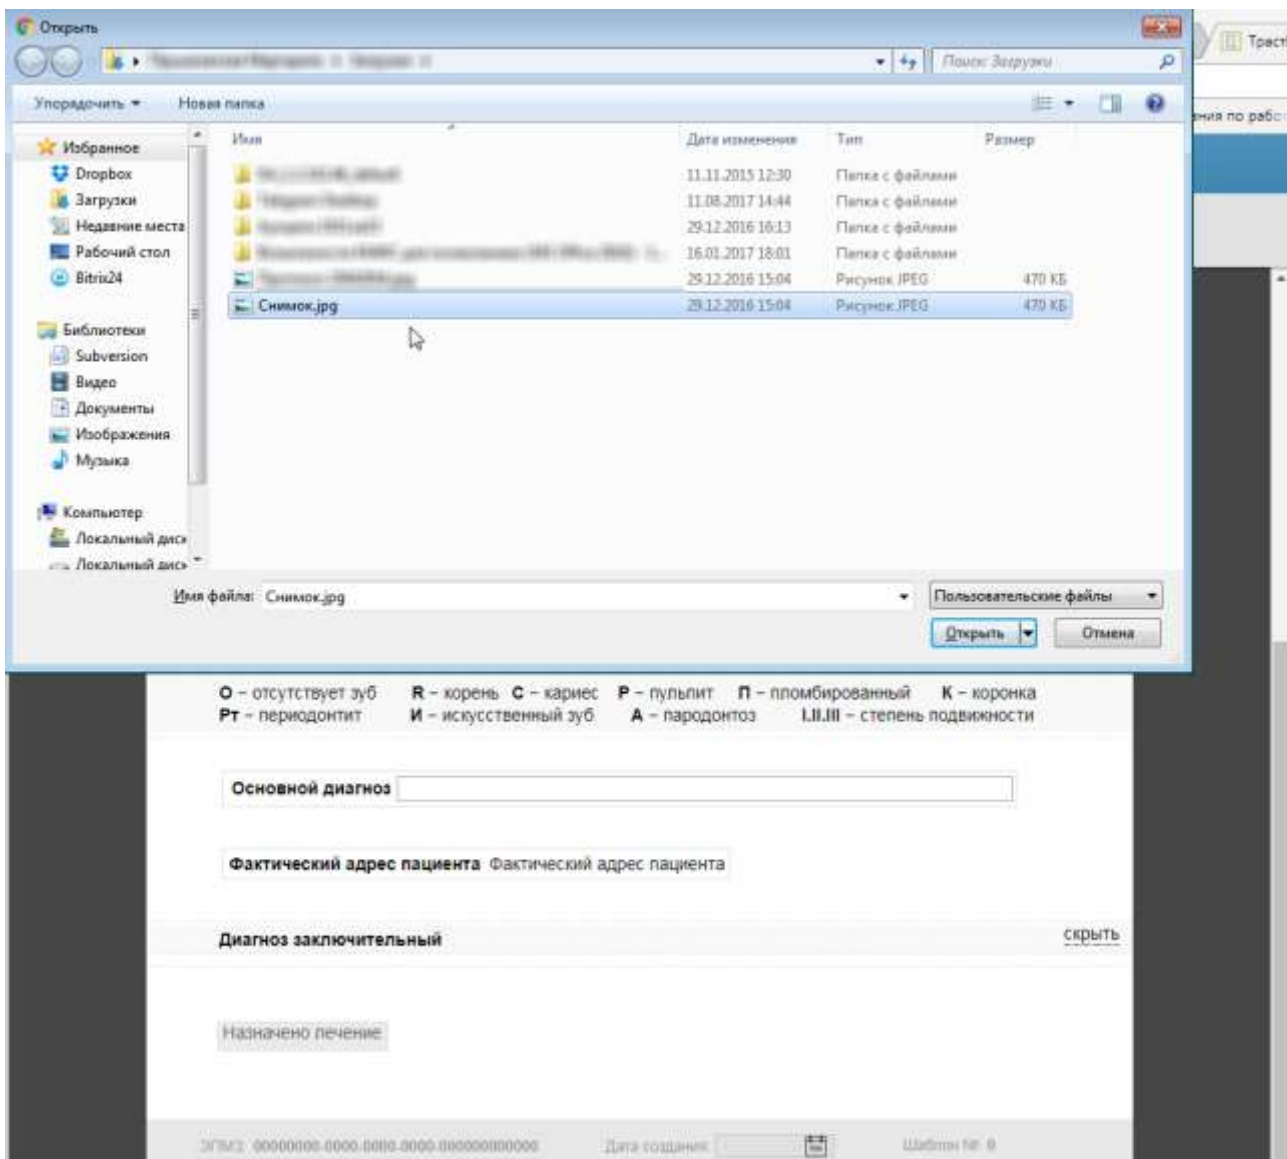 Открыть
Трест
Поиск: Загрузки
Упорядочить
Новая папка
ния по рабо
Избранное
Dropbox
Загрузки
Недавние места
Рабочий стол
Bitrix24
Библиотеки
Subversion
Видео
Документы
Изображения
Музыка
Компьютер
Локальный диск
Локальный диск
Имя Дата изменения Тип Размер
11.11.2015 12:30 Папка с файлами
11.08.2017 14:44 Папка с файлами
29.12.2016 16:13 Папка с файлами
16.01.2017 18:01 Папка с файлами
29.12.2016 15:04 Рисунок JPEG 470 КБ
Снимок.jpg 29.12.2016 15:04 Рисунок JPEG 470 КБ
Имя файла: Снимок.jpg Пользовательские файлы
Открыть Отмена
О – отсутствует зуб R – корень С – кариес Р – пульпит П – пломбированный К – коронка
Рт – периодонтит И – искусственный зуб А – пародонтоз I.II.III – степень подвижности
Основной диагноз
Фактический адрес пациента Фактический адрес пациента
Диагноз заключительный скрыть
Назначено лечение
ЭПМЗ 00000000-0000-0000-0000-000000000000 Дата создания Шаблон № 0